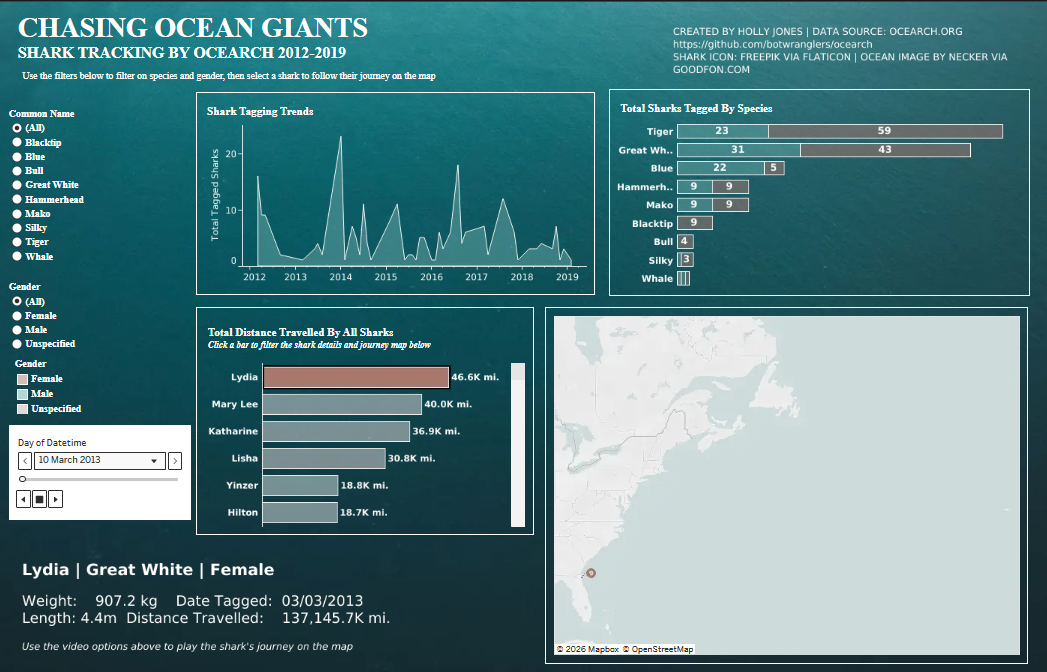 CHASING OCEAN GIANTS
SHARK TRACKING BY OCEARCH 2012-2019
Use the filters below to filter on species and gender, then select a shark to follow their journey on the map
CREATED BY HOLLY JONES | DATA SOURCE: OCEARCH.ORG
https://github.com/botwranglers/ocearch
SHARK ICON: FREEPIK VIA FLATICON | OCEAN IMAGE BY NECKER VIA
GOODFON.COM
Common Name
(All)
Blacktip
Blue
Bull
Great White
Hammerhead
Mako
Silky
Tiger
Whale
Gender
(All)
Female
Male
Unspecified
Gender
Female
Male
Unspecified
Day of Datetime
10 March 2013
Shark Tagging Trends
Total Tagged Sharks
20
10
0
2012 2013 2014 2015 2016 2017 2018 2019
Total Sharks Tagged By Species
Tiger 23 59
Great Wh.. 31 43
Blue 22 5
Hammerh.. 9 9
Mako 9 9
Blacktip 9
Bull 4
Silky 3
Whale
Total Distance Travelled By All Sharks
Click a bar to filter the shark details and journey map below
Lydia 46.6K mi.
Mary Lee 40.0K mi.
Katharine 36.9K mi.
Lisha 30.8K mi.
Yinzer 18.8K mi.
Hilton 18.7K mi.
© 2026 Mapbox © OpenStreetMap
Lydia | Great White | Female
Weight: 907.2 kg Date Tagged: 03/03/2013
Length: 4.4m Distance Travelled: 137,145.7K mi.
Use the video options above to play the shark's journey on the map